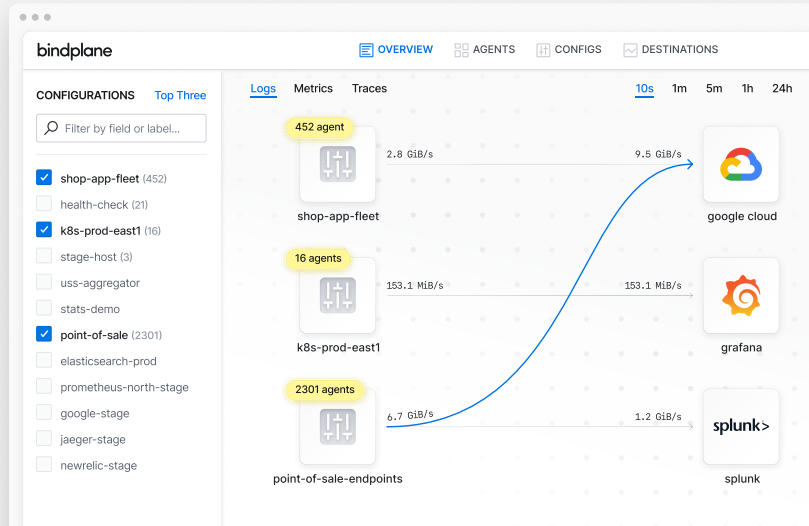 bindplane
OVERVIEW AGENTS CONFIGS DESTINATIONS
CONFIGURATIONS Top Three
Filter by field or label...
shop-app-fleet (452)
health-check (21)
k8s-prod-east1 (16)
stage-host (3)
uss-aggregator
stats-demo
point-of-sale (2301)
elasticsearch-prod
prometheus-north-stage
google-stage
jaeger-stage
newrelic-stage
Logs Metrics Traces
10s 1m 5m 1h 24h
452 agent
2.8 GiB/s 9.5 GiB/s
shop-app-fleet google cloud
16 agents
153.1 MiB/s 153.1 MiB/s
k8s-prod-east1 grafana
2301 agents
6.7 GiB/s 1.2 GiB/s
splunk>
point-of-sale-endpoints splunk